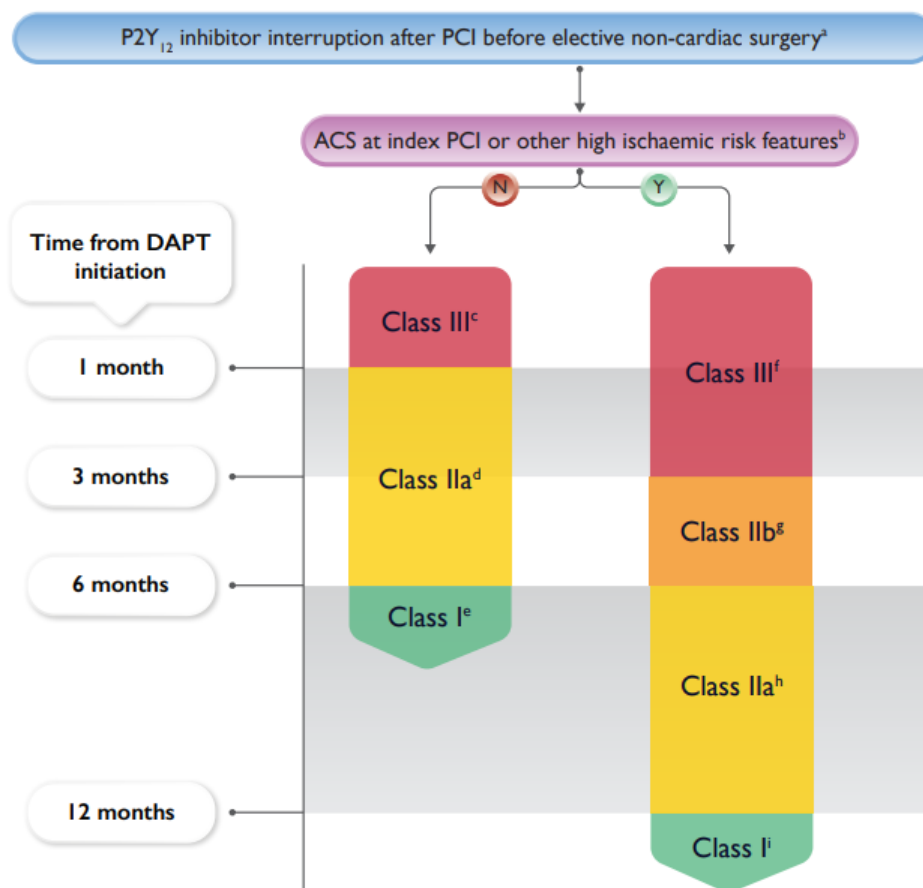 P2Y₁₂ inhibitor interruption after PCI before elective non-cardiac surgeryᵃ
ACS at index PCI or other high ischaemic risk featuresᵇ
N
Y
Time from DAPT
initiation
Class IIIᶜ
1 month
Class IIIᶠ
3 months
Class IIaᵈ
Class IIbᵍ
6 months
Class Iᵉ
Class IIaʰ
12 months
Class Iⁱ